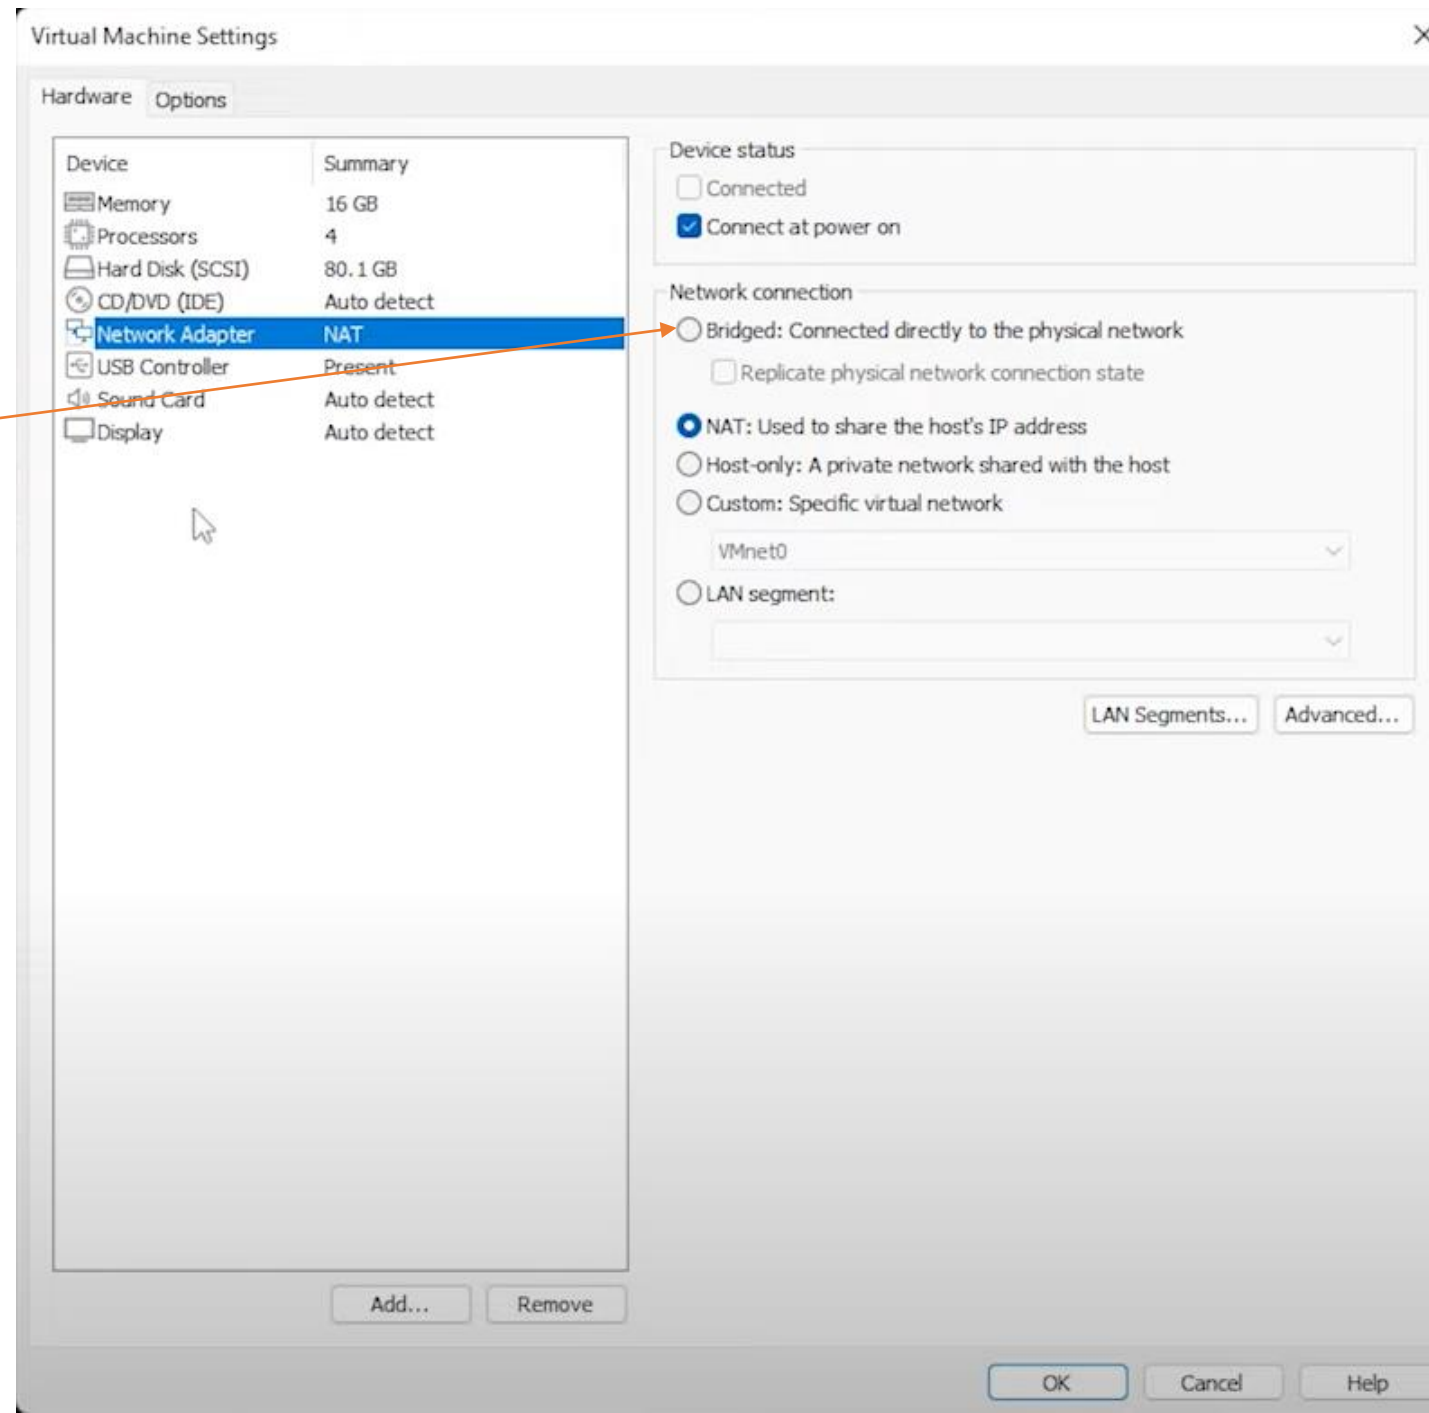 Virtual Machine Settings
Hardware Options
Device Summary
Memory 16 GB
Processors 4
Hard Disk (SCSI) 80.1 GB
CD/DVD (IDE) Auto detect
Network Adapter NAT
USB Controller Present
Sound Card Auto detect
Display Auto detect
Add... Remove
Device status
Connected
Connect at power on
Network connection
Bridged: Connected directly to the physical network
Replicate physical network connection state
NAT: Used to share the host's IP address
Host-only: A private network shared with the host
Custom: Specific virtual network
VMnet0
LAN segment:
LAN Segments... Advanced...
OK Cancel Help